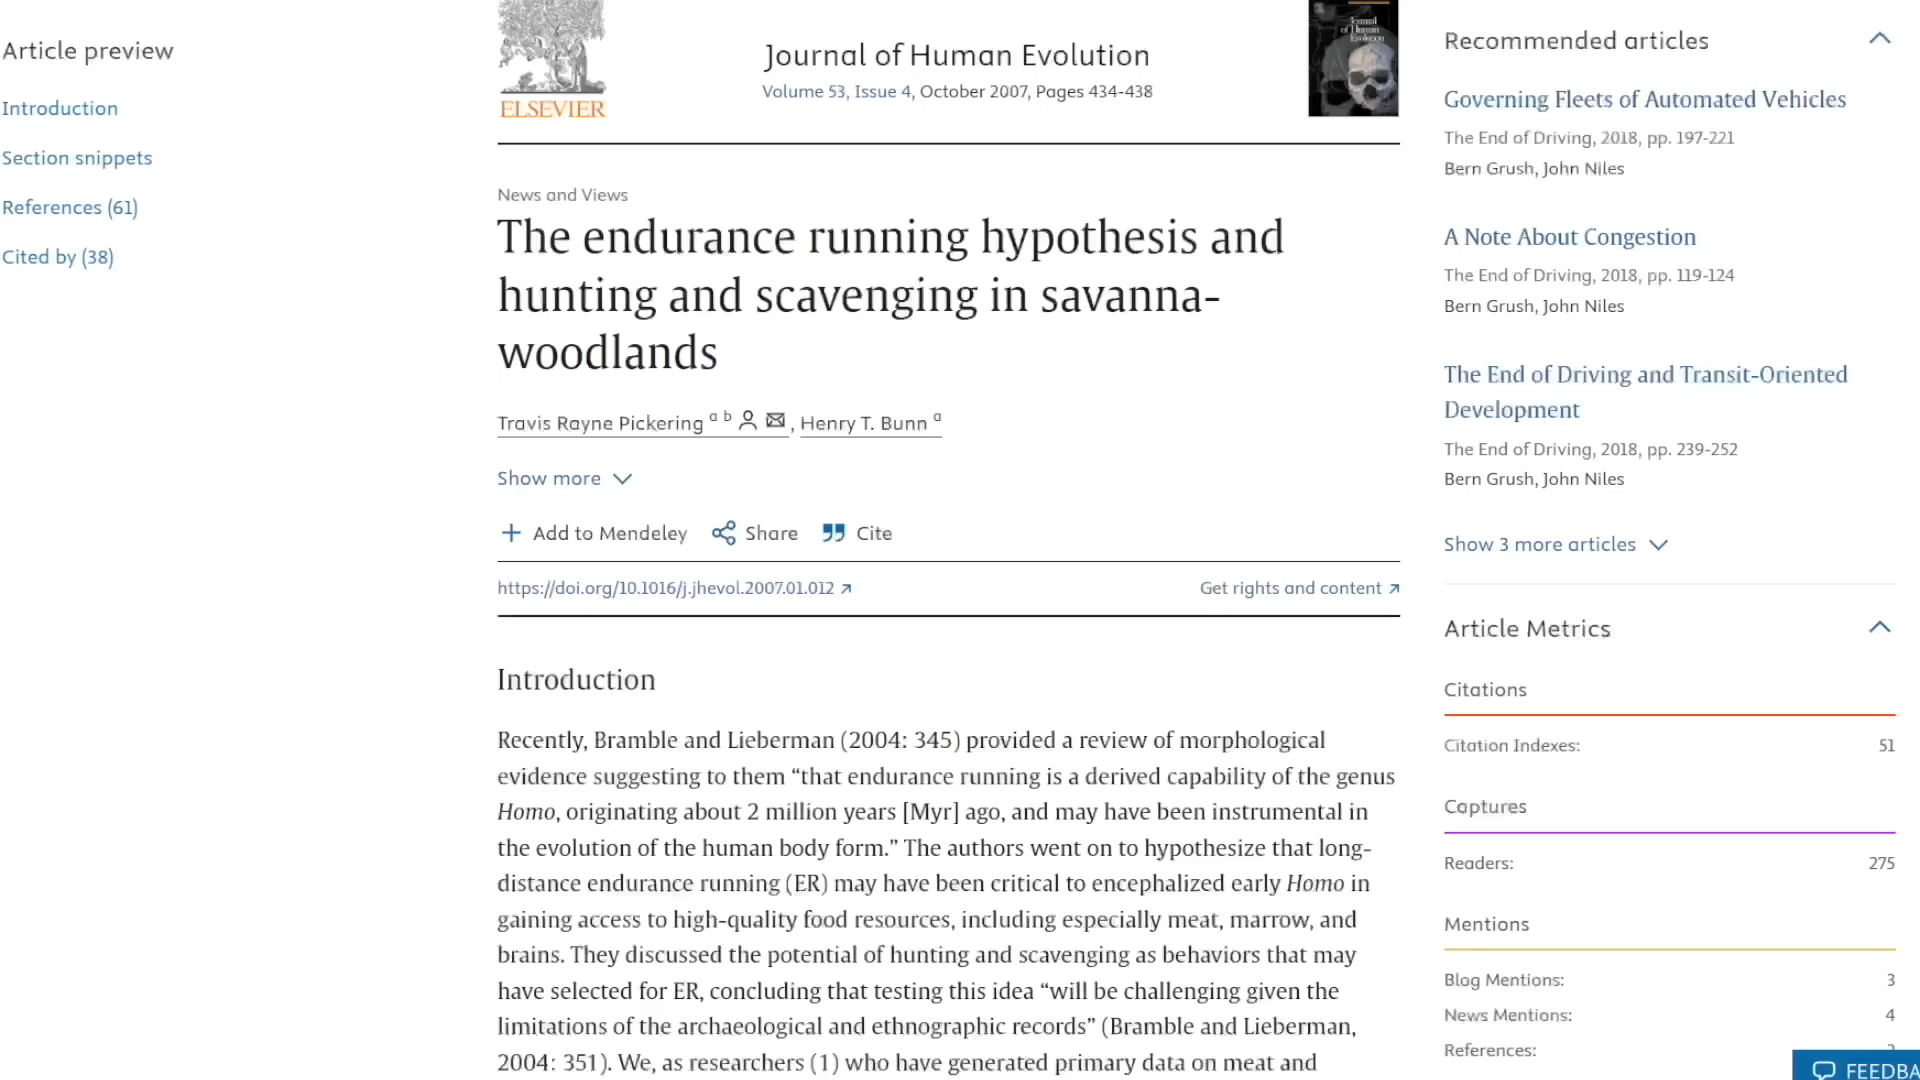 Article preview
Introduction
Section snippets
References (61)
Cited by (38)
ELSEVIER
Journal of Human Evolution
Volume 53, Issue 4, October 2007, Pages 434-438
Journal
of Human
Evolution
News and Views
The endurance running hypothesis and
hunting and scavenging in savanna-
woodlands
Travis Rayne Pickering a b, Henry T. Bunn a
Show more
Add to Mendeley Share Cite
https://doi.org/10.1016/j.jhevol.2007.01.012
Get rights and content
Introduction
Recently, Bramble and Lieberman (2004: 345) provided a review of morphological
evidence suggesting to them “that endurance running is a derived capability of the genus
Homo, originating about 2 million years [Myr] ago, and may have been instrumental in
the evolution of the human body form.” The authors went on to hypothesize that long-
distance endurance running (ER) may have been critical to encephalized early Homo in
gaining access to high-quality food resources, including especially meat, marrow, and
brains. They discussed the potential of hunting and scavenging as behaviors that may
have selected for ER, concluding that testing this idea “will be challenging given the
limitations of the archaeological and ethnographic records” (Bramble and Lieberman,
2004: 351). We, as researchers (1) who have generated primary data on meat and
Recommended articles
Governing Fleets of Automated Vehicles
The End of Driving, 2018, pp. 197-221
Bern Grush, John Niles
A Note About Congestion
The End of Driving, 2018, pp. 119-124
Bern Grush, John Niles
The End of Driving and Transit-Oriented
Development
The End of Driving, 2018, pp. 239-252
Bern Grush, John Niles
Show 3 more articles
Article Metrics
Citations
Citation Indexes: 51
Captures
Readers: 275
Mentions
Blog Mentions: 3
News Mentions: 4
References:
FEEDBA